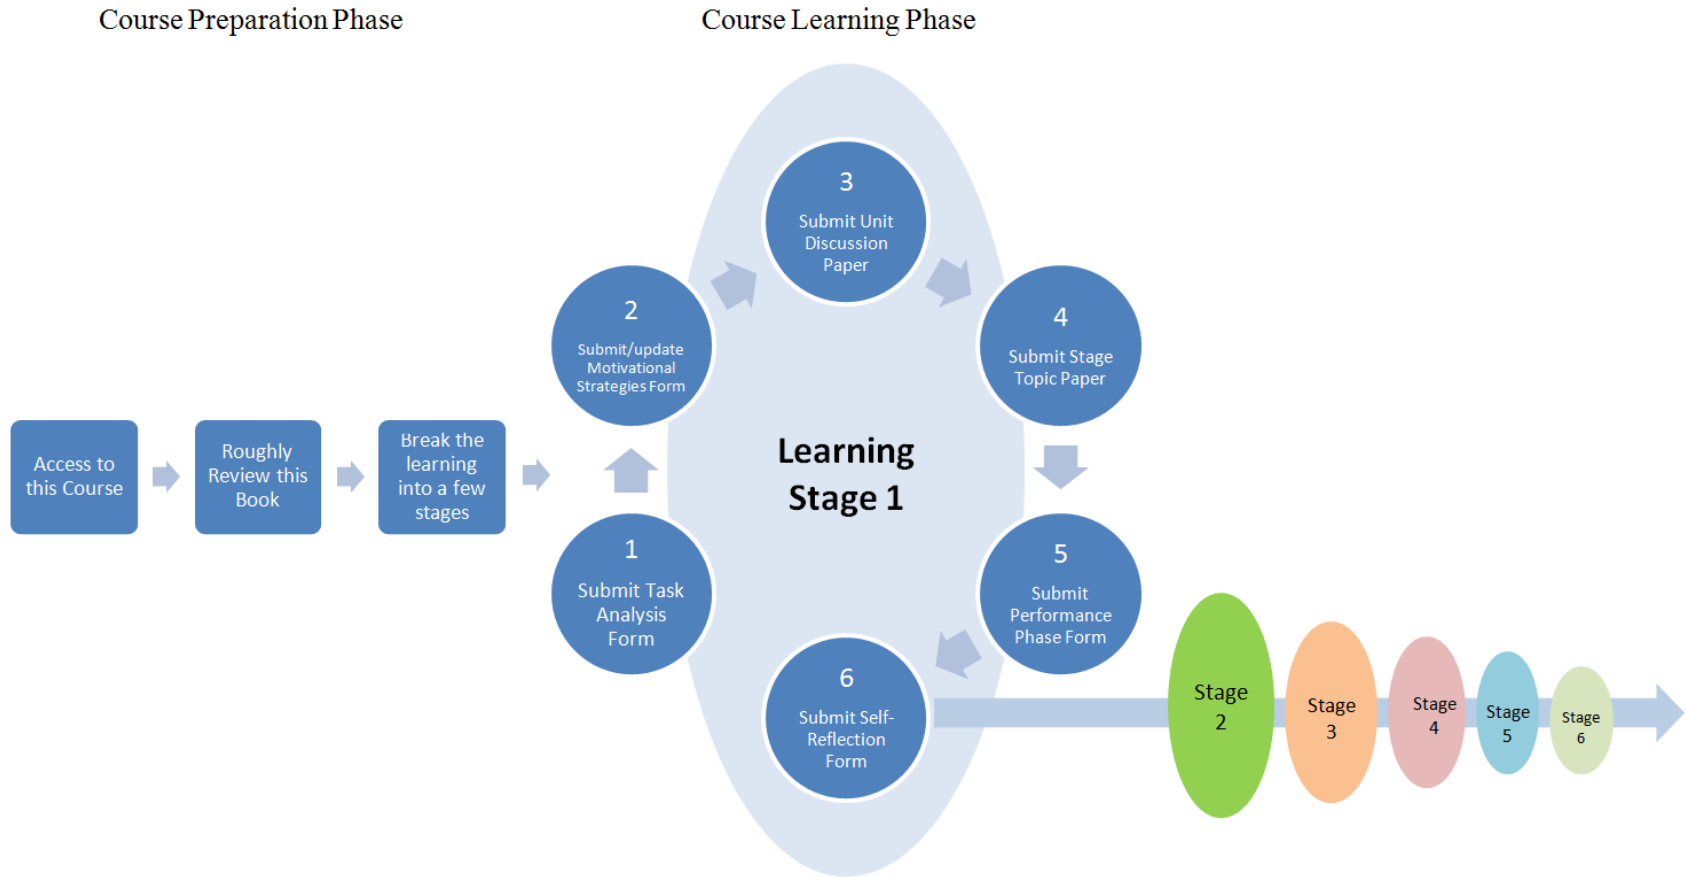 Course Preparation Phase
Course Learning Phase
Access to
this Course
Roughly
Review this
Book
Break the
learning
into a few
stages
1
Submit Task
Analysis
Form
2
Submit/update
Motivational
Strategies Form
3
Submit Unit
Discussion
Paper
4
Submit Stage
Topic Paper
5
Submit
Performance
Phase Form
6
Submit Self-
Reflection
Form
Learning
Stage 1
Stage
2
Stage
3
Stage
4
Stage
5
Stage
6